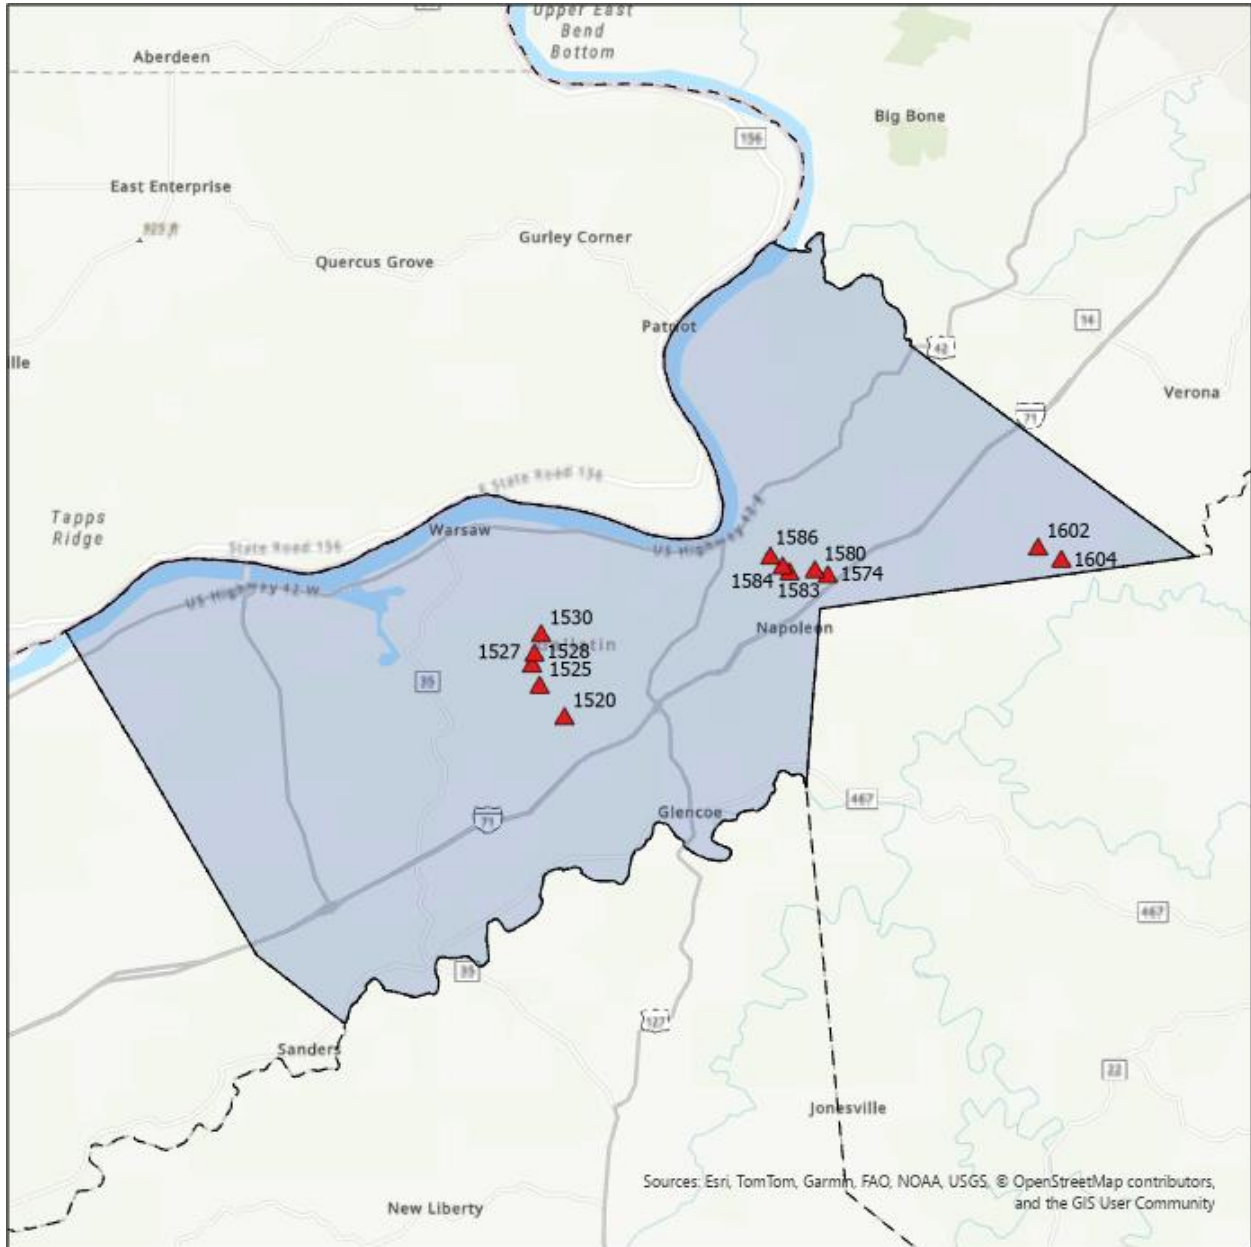 Upper East
Bend
Bottom
Aberdeen
Big Bone
156
East Enterprise
925 ft
Gurley Corner
Quercus Grove
Patriot
14
42
lle
Verona
71
E State Road 156
Tapps
Ridge
Warsaw
State Road 156
US Highway 42 E
1586
1602
1580
1604
1584
1574
1583
US Highway 42 W
1530
Napoleon
Gallatin
1527
1528
1525
35
1520
467
Glencoe
71
467
35
127
Sanders
22
Jonesville
Sources: Esri, TomTom, Garmin, FAO, NOAA, USGS, © OpenStreetMap contributors,
and the GIS User Community
New Liberty